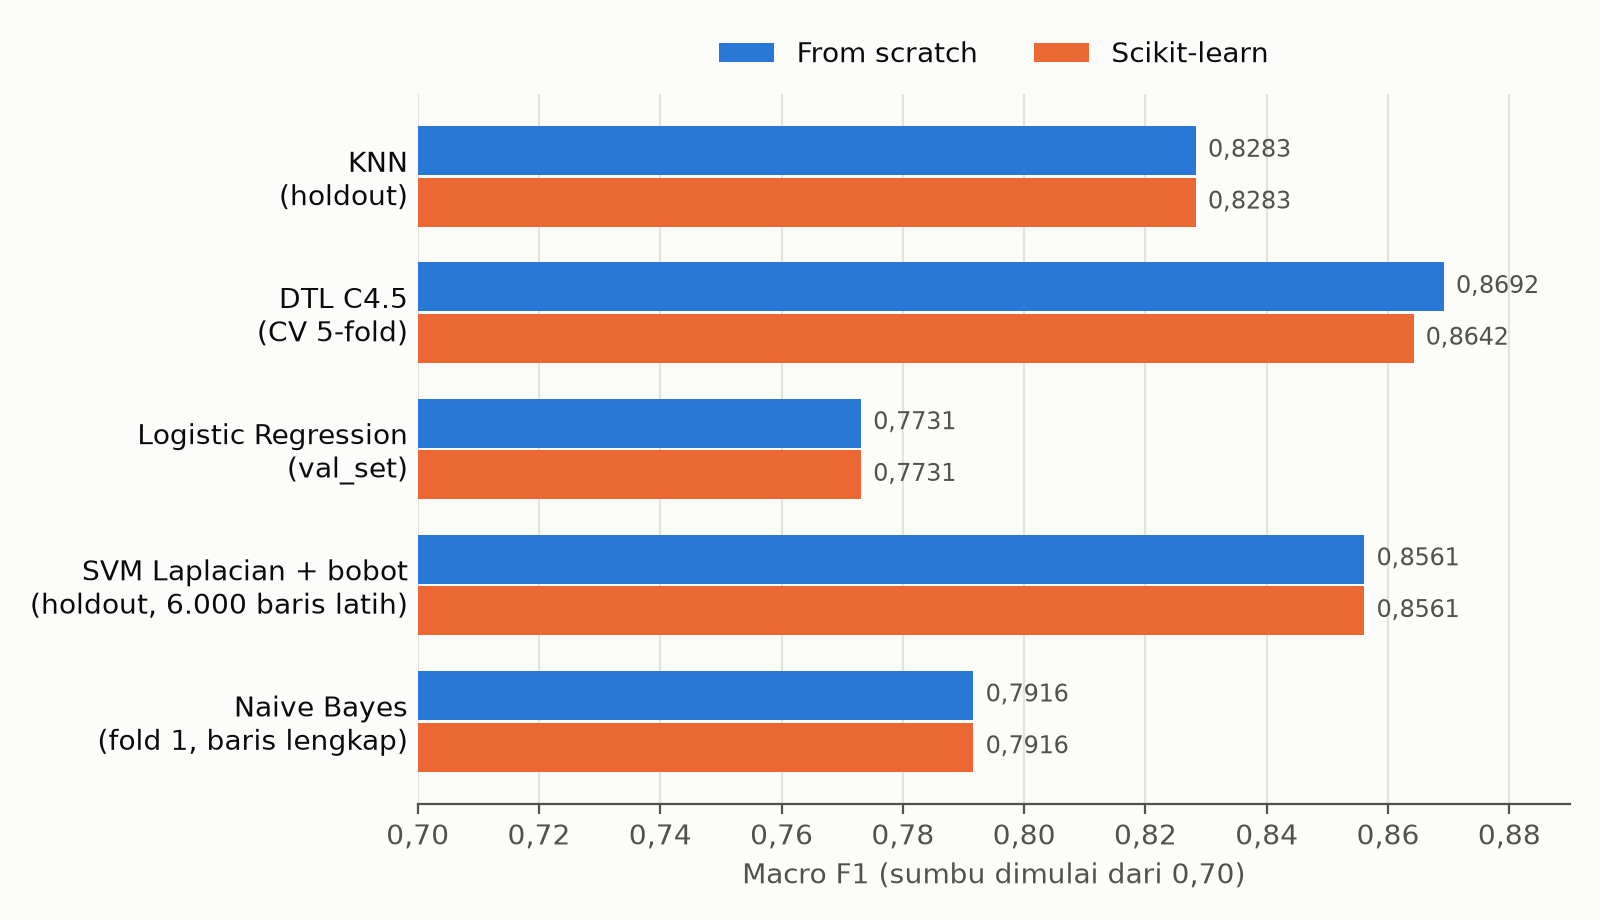 From scratch
Scikit-learn
KNN
(holdout)
0,8283
0,8283
DTL C4.5
(CV 5-fold)
0,8692
0,8642
Logistic Regression
(val_set)
0,7731
0,7731
SVM Laplacian + bobot
(holdout, 6.000 baris latih)
0,8561
0,8561
Naive Bayes
(fold 1, baris lengkap)
0,7916
0,7916
0,70 0,72 0,74 0,76 0,78 0,80 0,82 0,84 0,86 0,88
Macro F1 (sumbu dimulai dari 0,70)